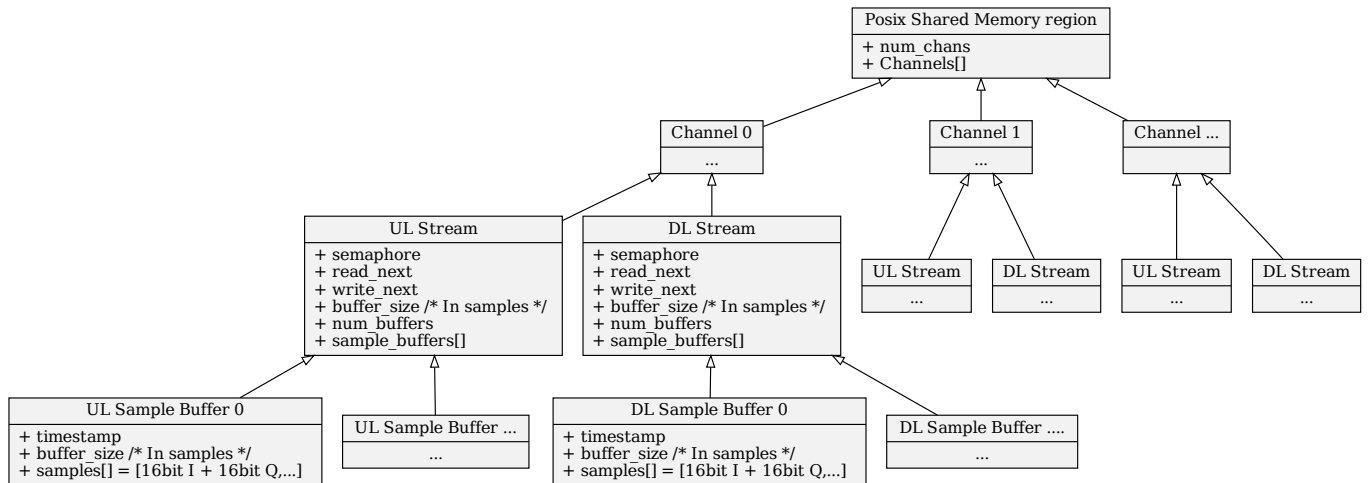 Posix Shared Memory region
+ num_chans
+ Channels[]
Channel 0
...
Channel 1
...
Channel ...
UL Stream
+ semaphore
+ read_next
+ write_next
+ buffer_size /* In samples */
+ num_buffers
+ sample_buffers[]
DL Stream
+ semaphore
+ read_next
+ write_next
+ buffer_size /* In samples */
+ num_buffers
+ sample_buffers[]
UL Stream
...
DL Stream
...
UL Stream
...
DL Stream
...
UL Sample Buffer 0
+ timestamp
+ buffer_size /* In samples */
+ samples[] = [16bit I + 16bit Q,...]
UL Sample Buffer ...
...
DL Sample Buffer 0
+ timestamp
+ buffer_size /* In samples */
+ samples[] = [16bit I + 16bit Q,...]
DL Sample Buffer ....
...